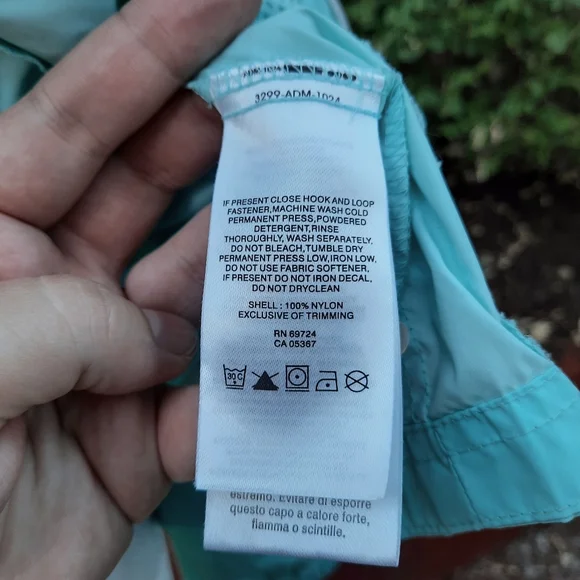 3299-ADM-1024
IF PRESENT CLOSE HOOK AND LOOP
FASTENER,MACHINE WASH COLD
PERMANENT PRESS,POWDERED
DETERGENT,RINSE
THOROUGHLY, WASH SEPARATELY,
DO NOT BLEACH,TUMBLE DRY
PERMANENT PRESS LOW,IRON LOW,
DO NOT USE FABRIC SOFTENER.
IF PRESENT DO NOT IRON DECAL,
DO NOT DRYCLEAN
SHELL : 100% NYLON
EXCLUSIVE OF TRIMMING
RN 69724
CA 05367
30 C
estremo. Evitare di esporre
questo capo a calore forte,
fiamma o scintille.